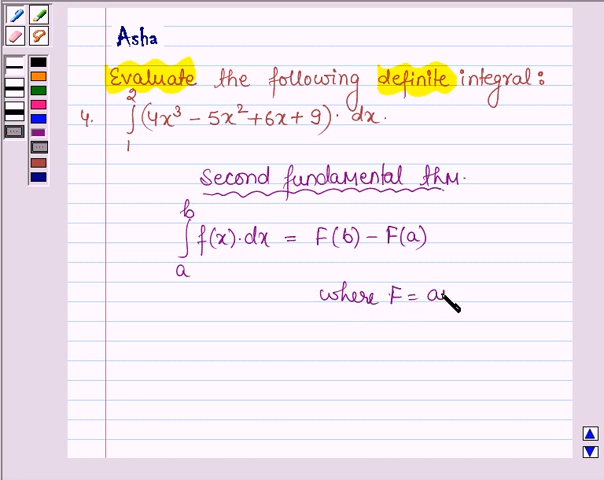 Asha
Evaluate the following definite integral:
4. ∫₁² (4x³ - 5x² + 6x + 9) · dx.
Second fundamental thm.
∫ₐᵇ f(x)·dx = F(b) - F(a)
where F = a